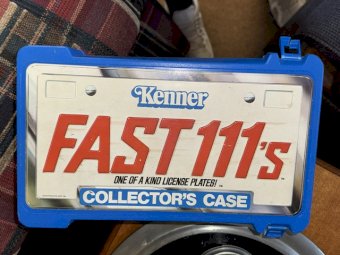 Kenner
FAST 111's
ONE OF A KIND LICENSE PLATES!
COLLECTOR'S CASE